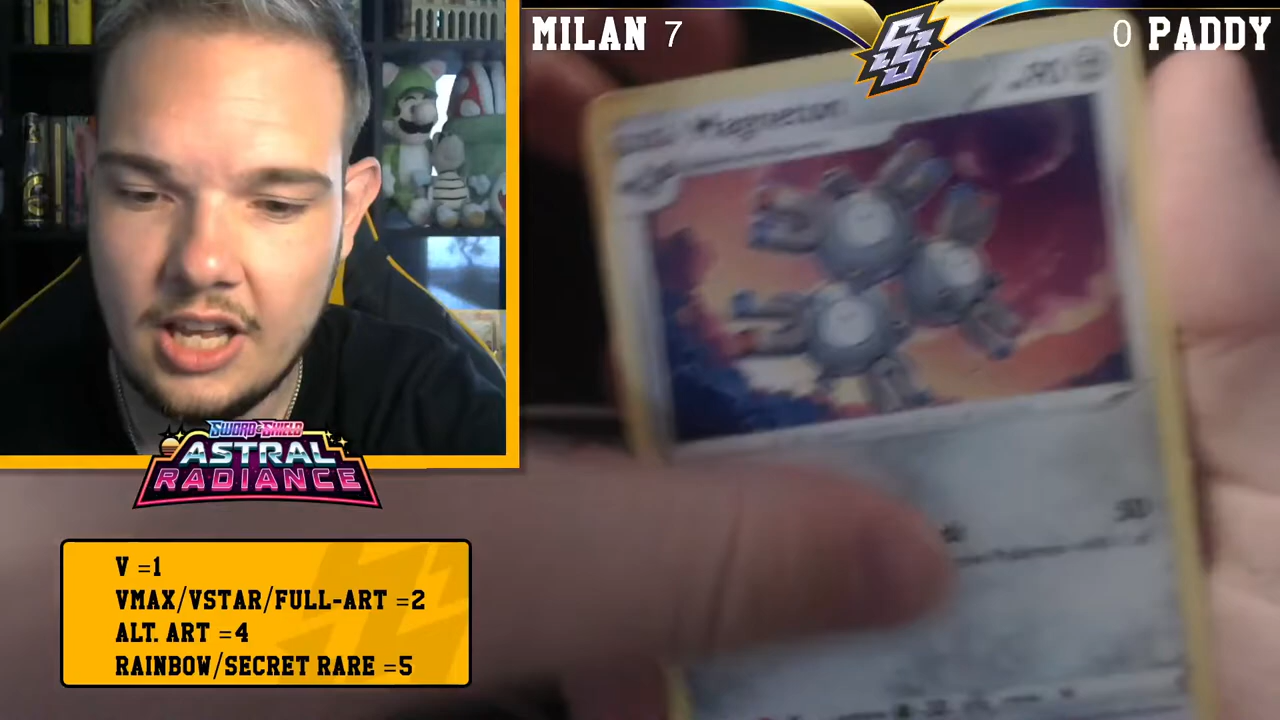 MILAN 7
0 PADDY
Magneton
SWORD & SHIELD
ASTRAL
RADIANCE
V =1
VMAX/VSTAR/FULL-ART =2
ALT. ART =4
RAINBOW/SECRET RARE =5